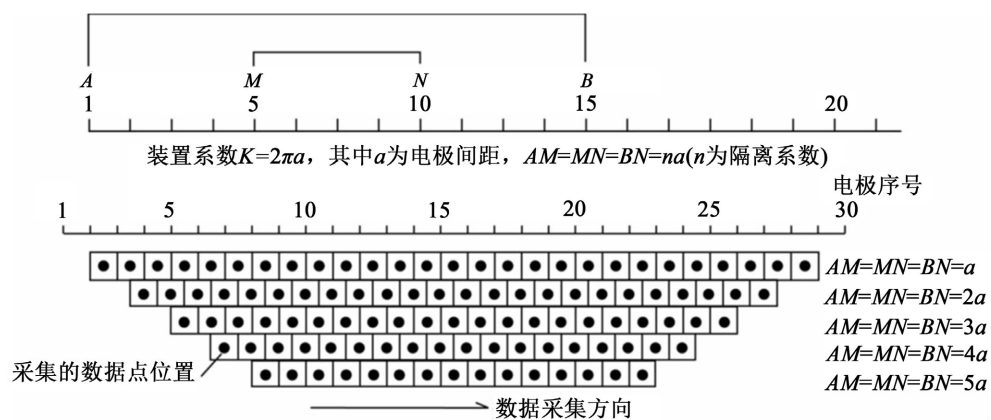 A M N B
1 5 10 15 20
装置系数K=2πa，其中a为电极间距，AM=MN=BN=na(n为隔离系数)
电极序号
1 5 10 15 20 25 30
AM=MN=BN=a
AM=MN=BN=2a
AM=MN=BN=3a
AM=MN=BN=4a
采集的数据点位置
AM=MN=BN=5a
数据采集方向